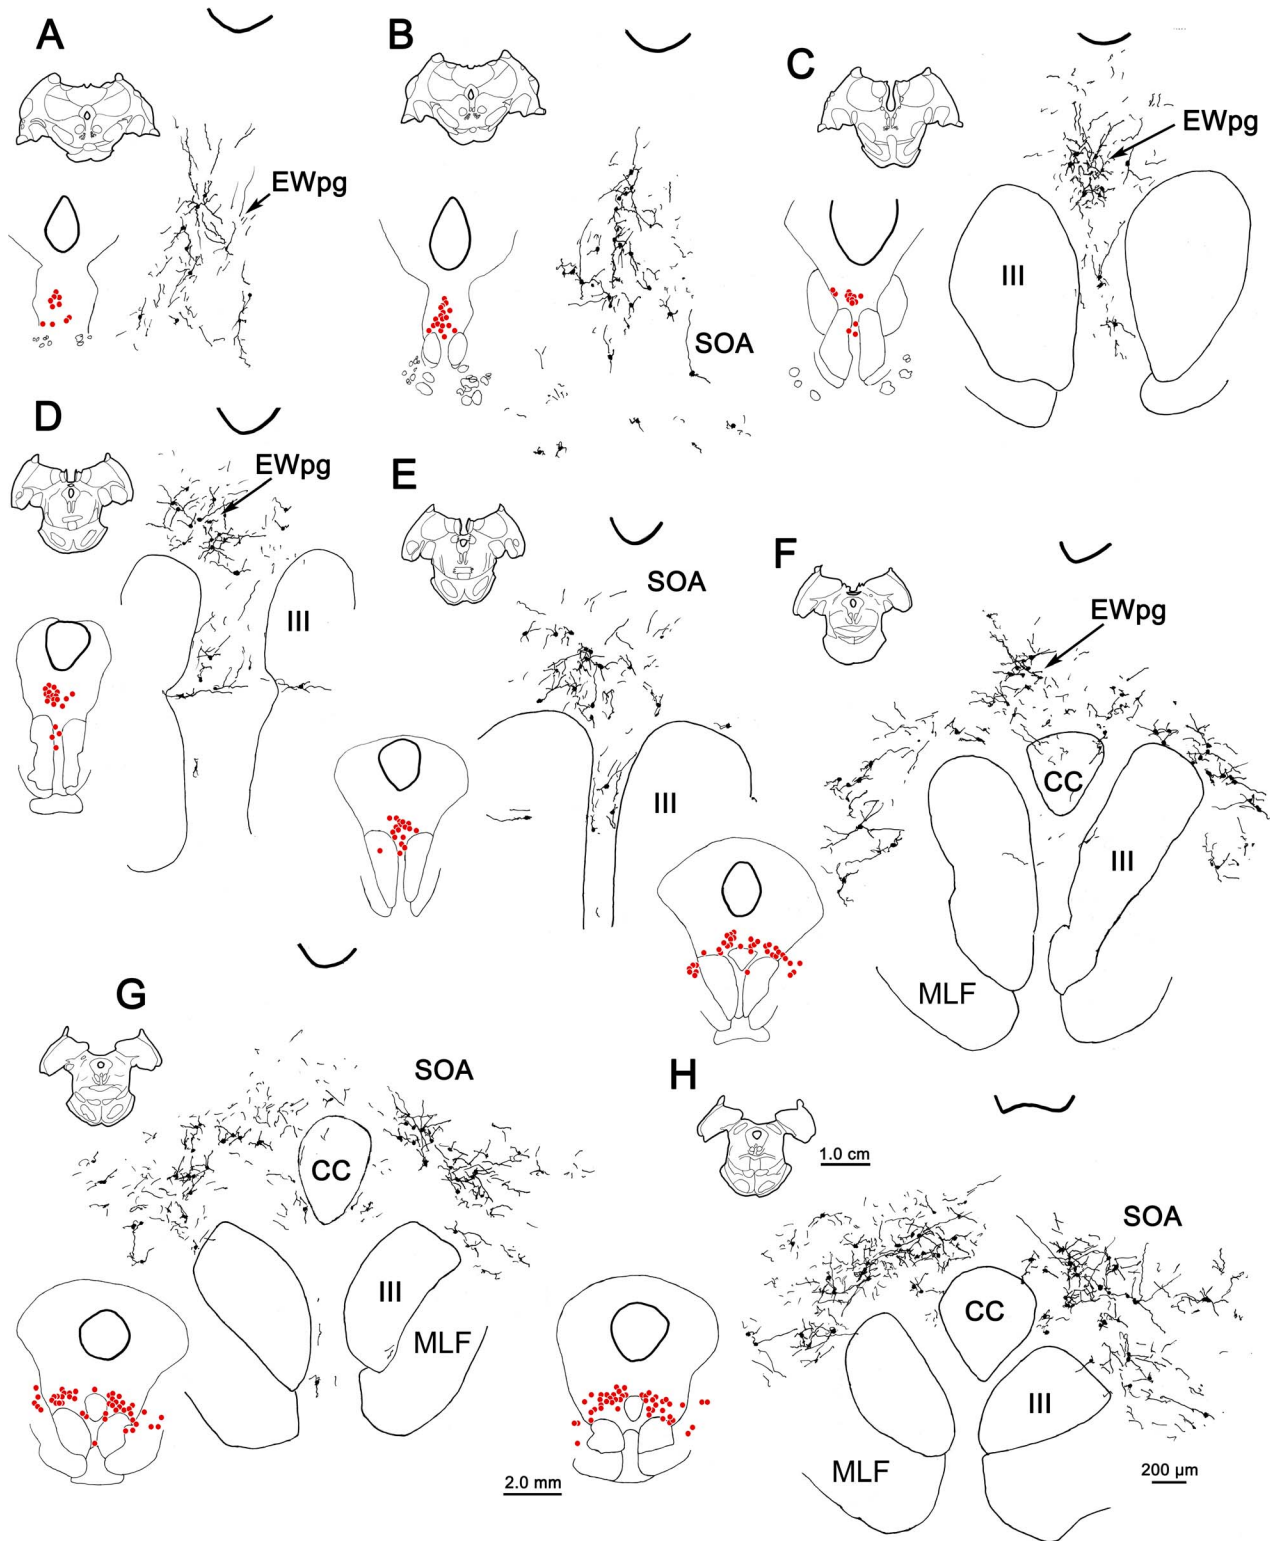 A
B
C
EWpg
EWpg
III
SOA
D
EWpg
III
E
SOA
III
F
EWpg
CC
III
MLF
G
SOA
CC
III
MLF
2.0 mm
H
1.0 cm
SOA
CC
III
MLF
200 µm